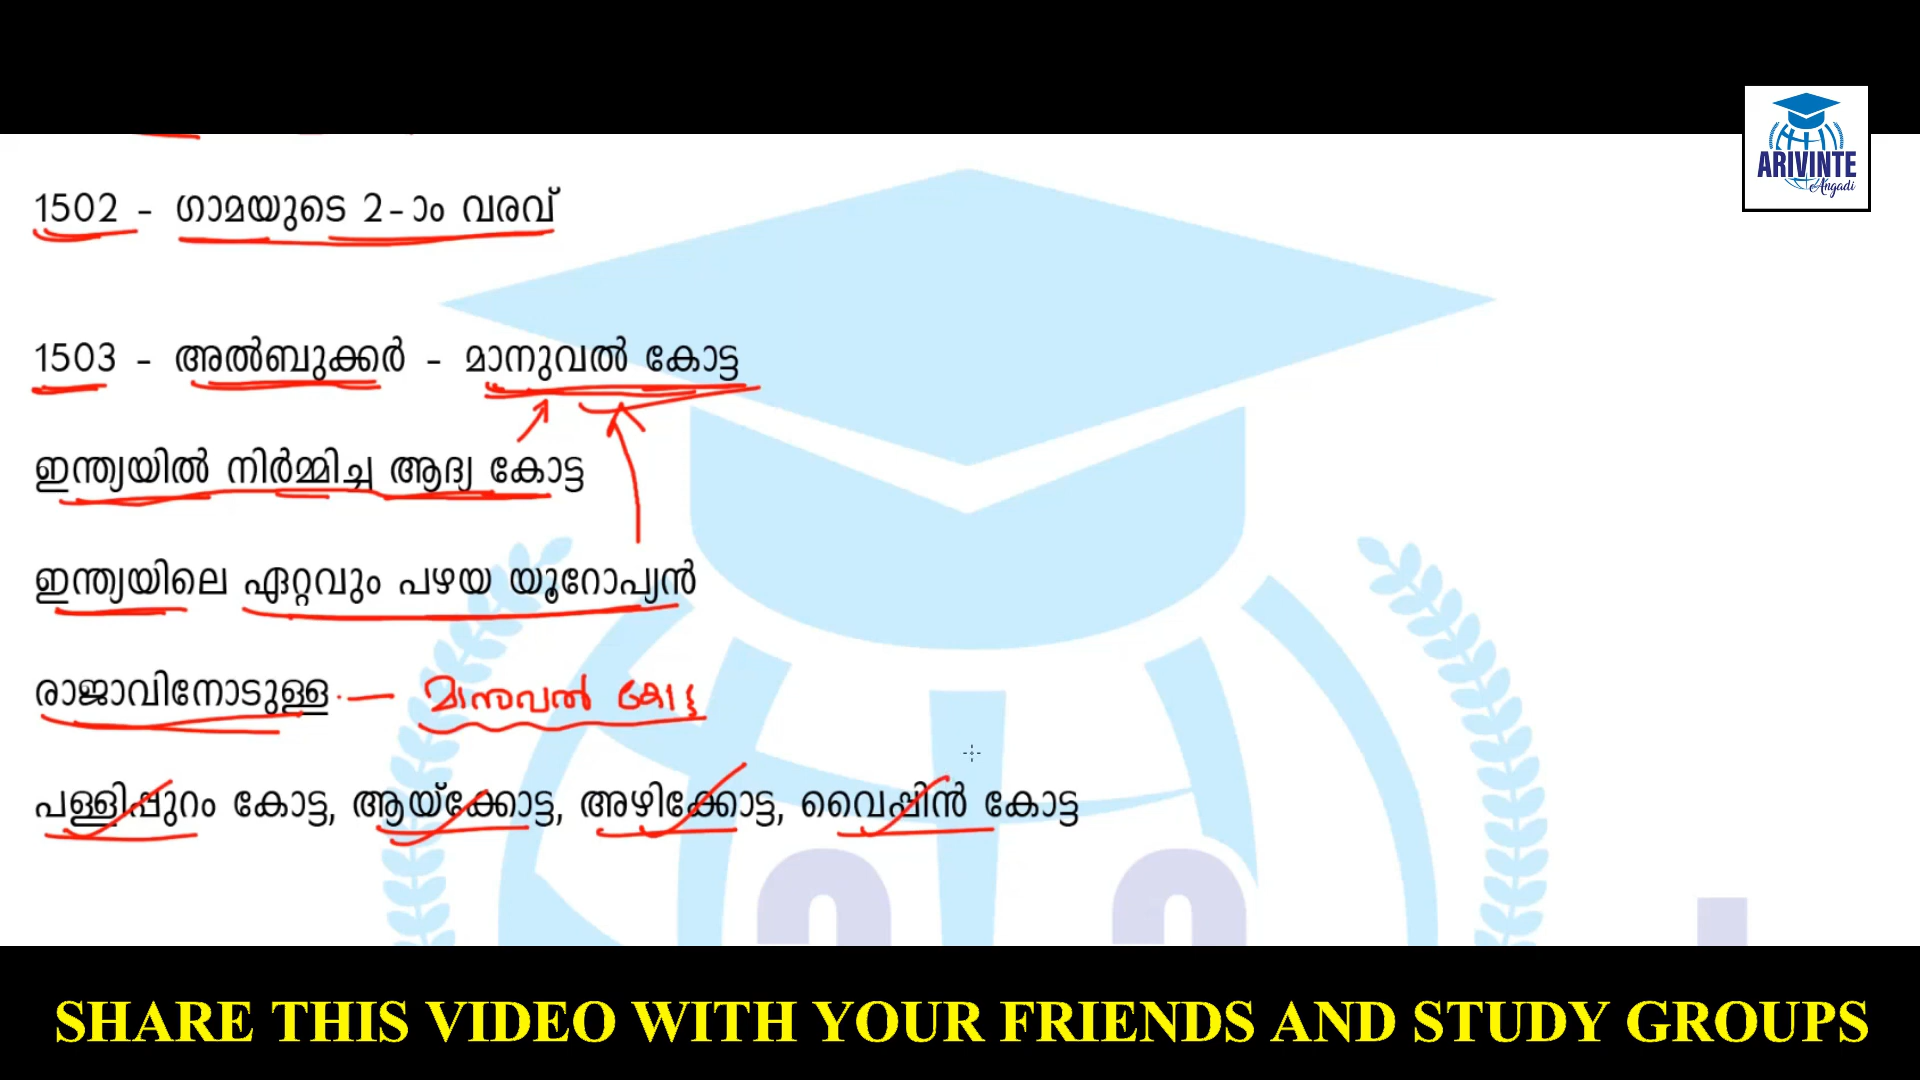 ARIVINTE
Angadi
1502 - ഗാമയുടെ 2-ാം വരവ്
1503 - അൽബുക്കർ - മാനുവൽ കോട്ട
ഇന്ത്യയിൽ നിർമ്മിച്ച ആദ്യ കോട്ട
ഇന്ത്യയിലെ ഏറ്റവും പഴയ യൂറോപ്യൻ
രാജാവിനോടുള്ള - മാനുവൽ കോട്ട
പള്ളിപ്പുറം കോട്ട, ആയ്ക്കോട്ട, അഴിക്കോട്ട, വൈപ്പിൻ കോട്ട
SHARE THIS VIDEO WITH YOUR FRIENDS AND STUDY GROUPS